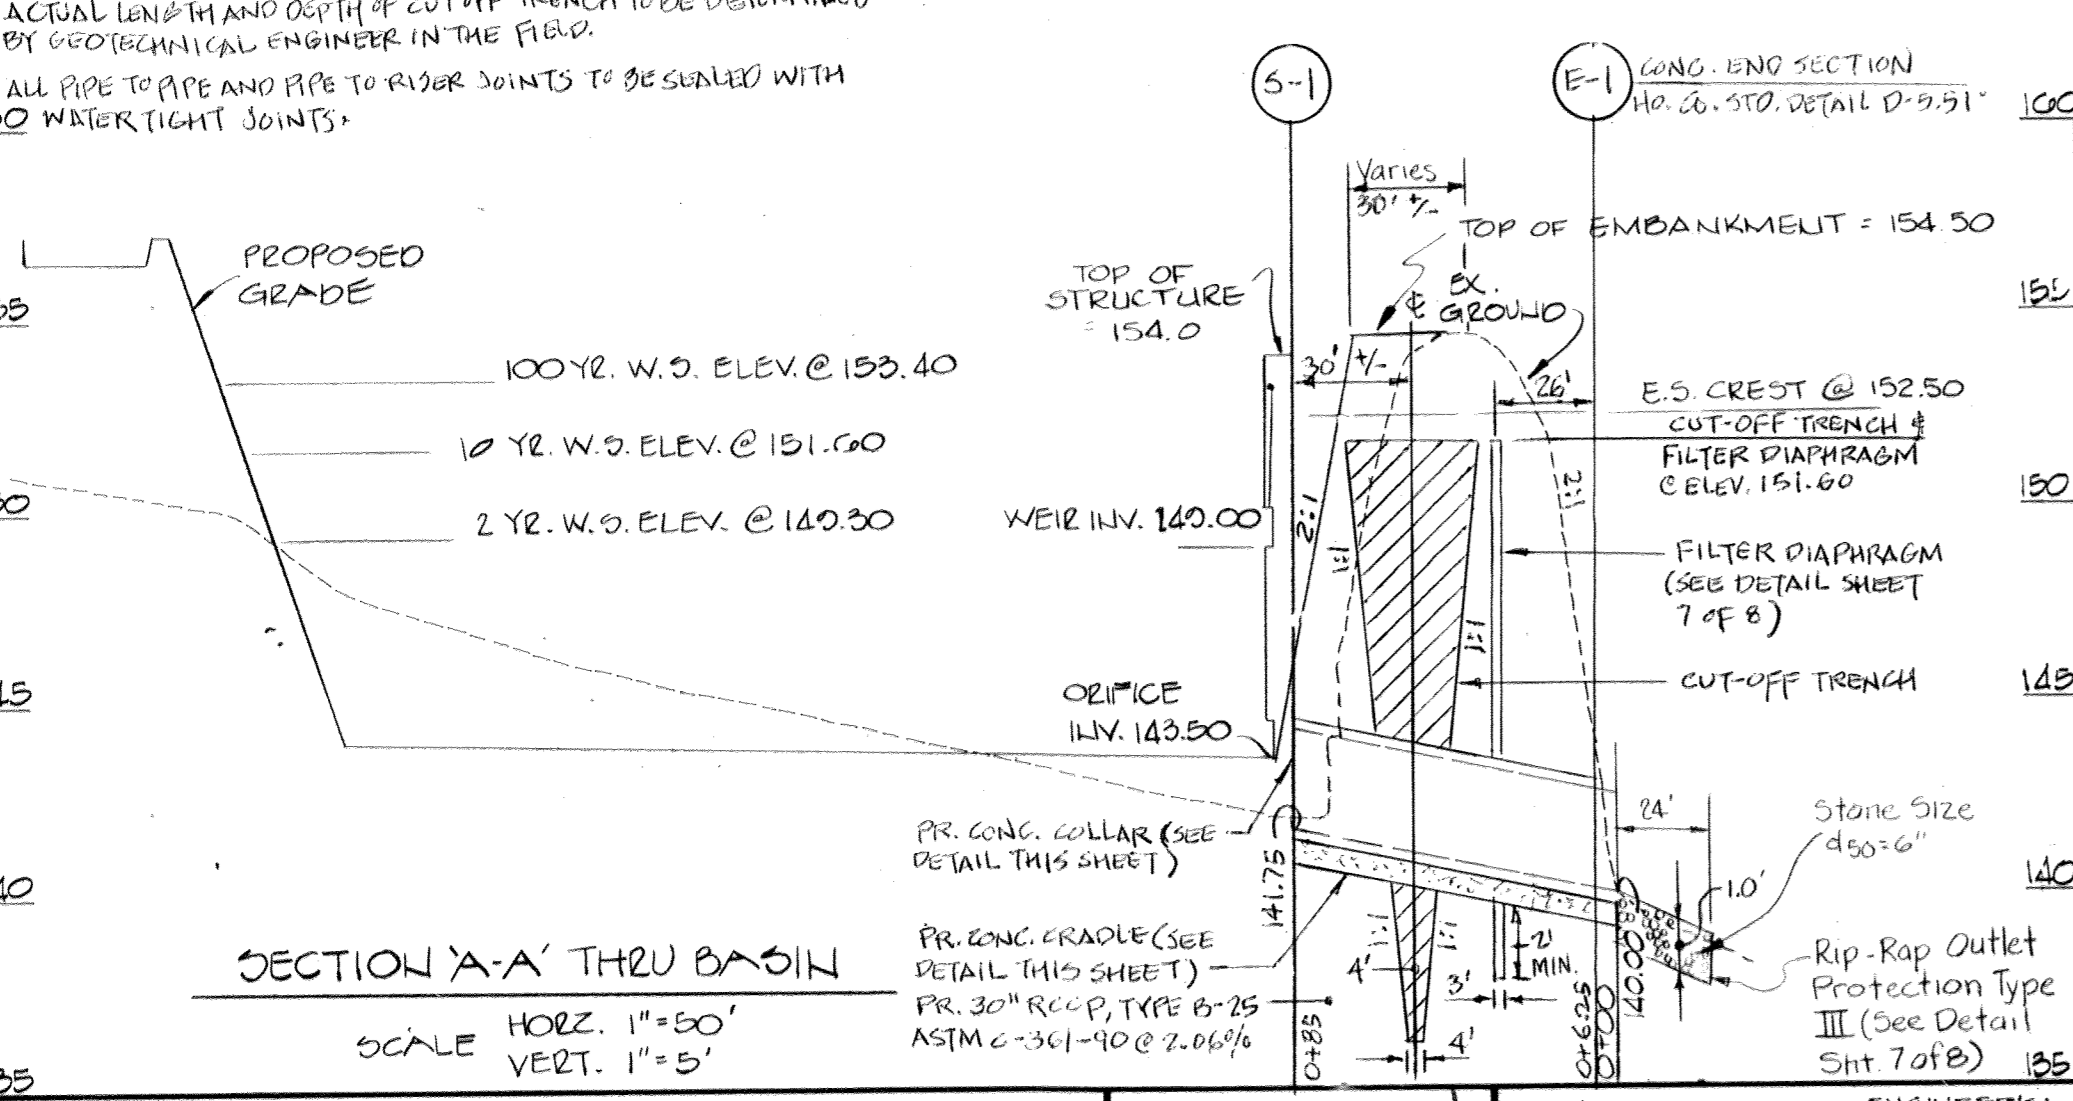 ACTUAL LENGTH AND DEPTH OF CUTOFF TRENCH TO BE DETERMINED
BY GEOTECHNICAL ENGINEER IN THE FIELD.
ALL PIPE TO PIPE AND PIPE TO RISER JOINTS TO BE SEALED WITH
WATERTIGHT JOINTS.
S-1
E-1
CONC. END SECTION
HO. CO. STD. DETAIL D-5.51
160
Varies
30' +/-
TOP OF EMBANKMENT = 154.50
PROPOSED
GRADE
TOP OF
STRUCTURE
= 154.0
EX.
℄ GROUND
155
55
100 YR. W.S. ELEV. @ 153.40
30' +/-
26'
E.S. CREST @ 152.50
CUT-OFF TRENCH &
FILTER DIAPHRAGM
@ ELEV. 151.60
10 YR. W.S. ELEV. @ 151.60
2 YR. W.S. ELEV. @ 149.30
WEIR INV. 149.00
2:1
1:1
1:1
2:1
150
50
FILTER DIAPHRAGM
(SEE DETAIL SHEET
7 OF 8)
CUT-OFF TRENCH
145
45
ORIFICE
INV. 143.50
PR. CONC. COLLAR (SEE
DETAIL THIS SHEET)
141.75
24'
Stone Size
d50=6"
1.0'
140
40
PR. CONC. CRADLE (SEE
DETAIL THIS SHEET)
PR. 30" RCCP, TYPE B-25
ASTM C-361-90 @ 2.06%
1:1
1:1
4'
3'
2'
MIN.
4'
0+85
0+6.25
0+00
140.00
Rip-Rap Outlet
Protection Type
III (See Detail
Sht. 7 of 8)
135
35
SECTION 'A-A' THRU BASIN
SCALE
HORZ. 1"=50'
VERT. 1"=5'